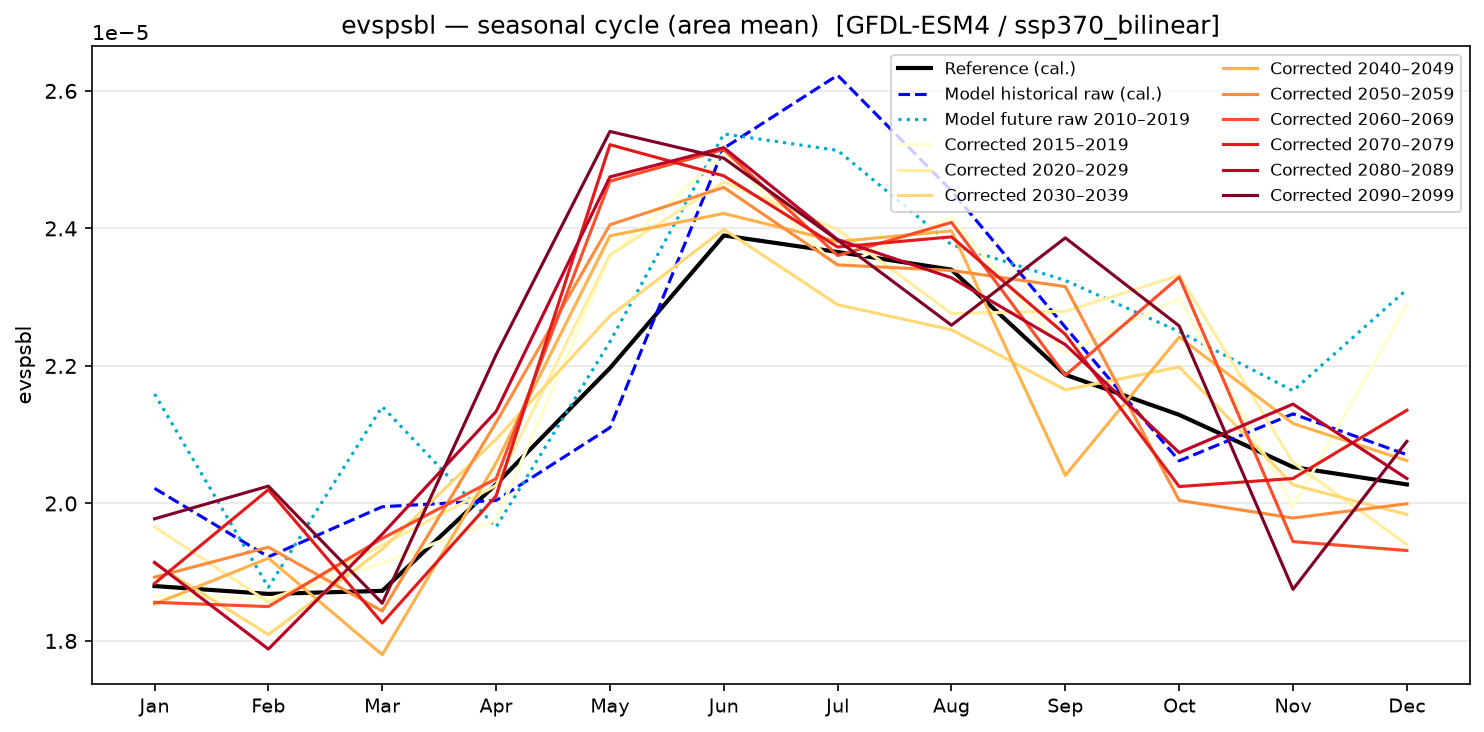 evspsbl — seasonal cycle (area mean)  [GFDL-ESM4 / ssp370_bilinear]
1e−5
2.6
2.4
2.2
2.0
1.8
evspsbl
Reference (cal.)
Model historical raw (cal.)
Model future raw 2010–2019
Corrected 2015–2019
Corrected 2020–2029
Corrected 2030–2039
Corrected 2040–2049
Corrected 2050–2059
Corrected 2060–2069
Corrected 2070–2079
Corrected 2080–2089
Corrected 2090–2099
Jan Feb Mar Apr May Jun Jul Aug Sep Oct Nov Dec